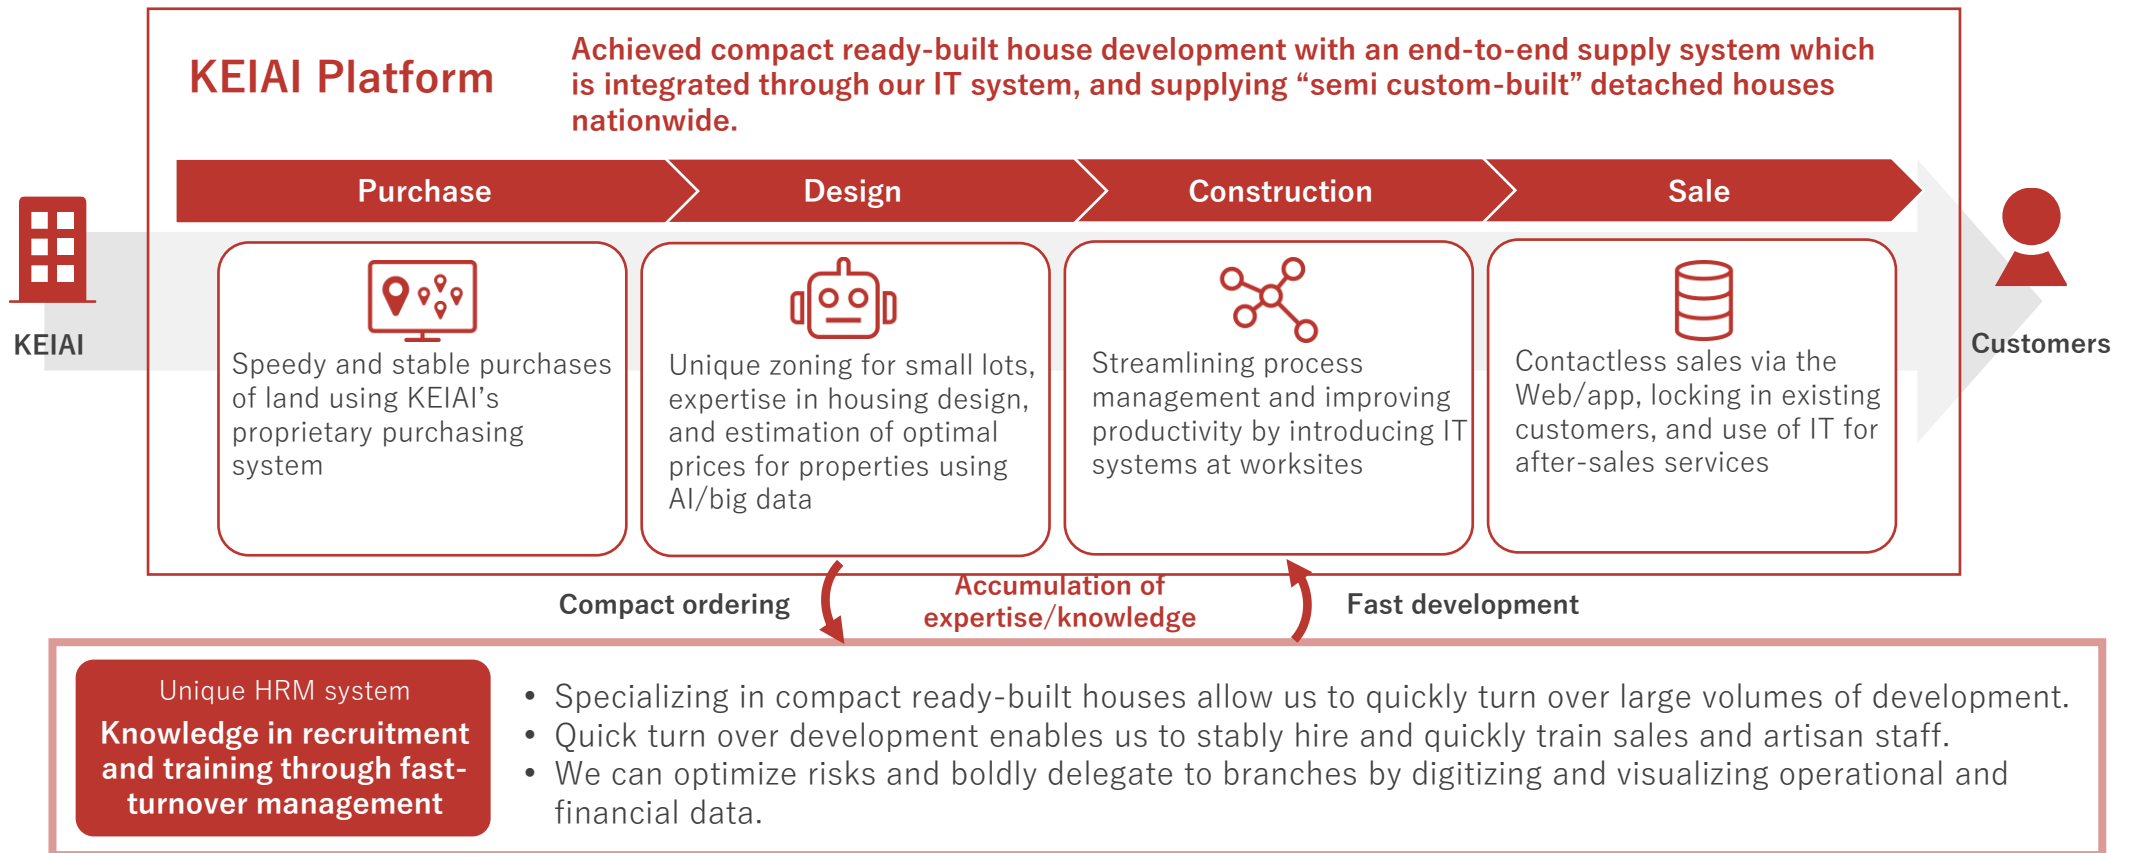 KEIAI Platform
Achieved compact ready-built house development with an end-to-end supply system which
is integrated through our IT system, and supplying “semi custom-built” detached houses
nationwide.
Purchase
Design
Construction
Sale
KEIAI
Speedy and stable purchases
of land using KEIAI’s
proprietary purchasing
system
Unique zoning for small lots,
expertise in housing design,
and estimation of optimal
prices for properties using
AI/big data
Streamlining process
management and improving
productivity by introducing IT
systems at worksites
Contactless sales via the
Web/app, locking in existing
customers, and use of IT for
after-sales services
Customers
Compact ordering
Accumulation of
expertise/knowledge
Fast development
Unique HRM system
Knowledge in recruitment
and training through fast-
turnover management
• Specializing in compact ready-built houses allow us to quickly turn over large volumes of development.
• Quick turn over development enables us to stably hire and quickly train sales and artisan staff.
• We can optimize risks and boldly delegate to branches by digitizing and visualizing operational and
financial data.